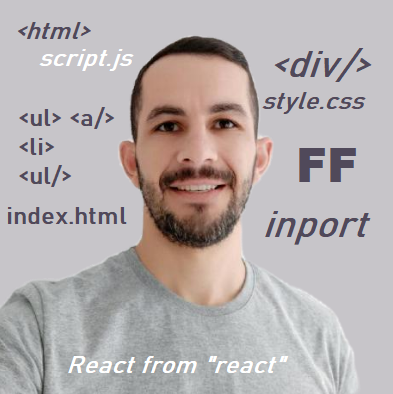 <html>
script.js
<div/>
style.css
<ul> <a/>
<li>
<ul/>
FF
index.html
inport
React from "react"